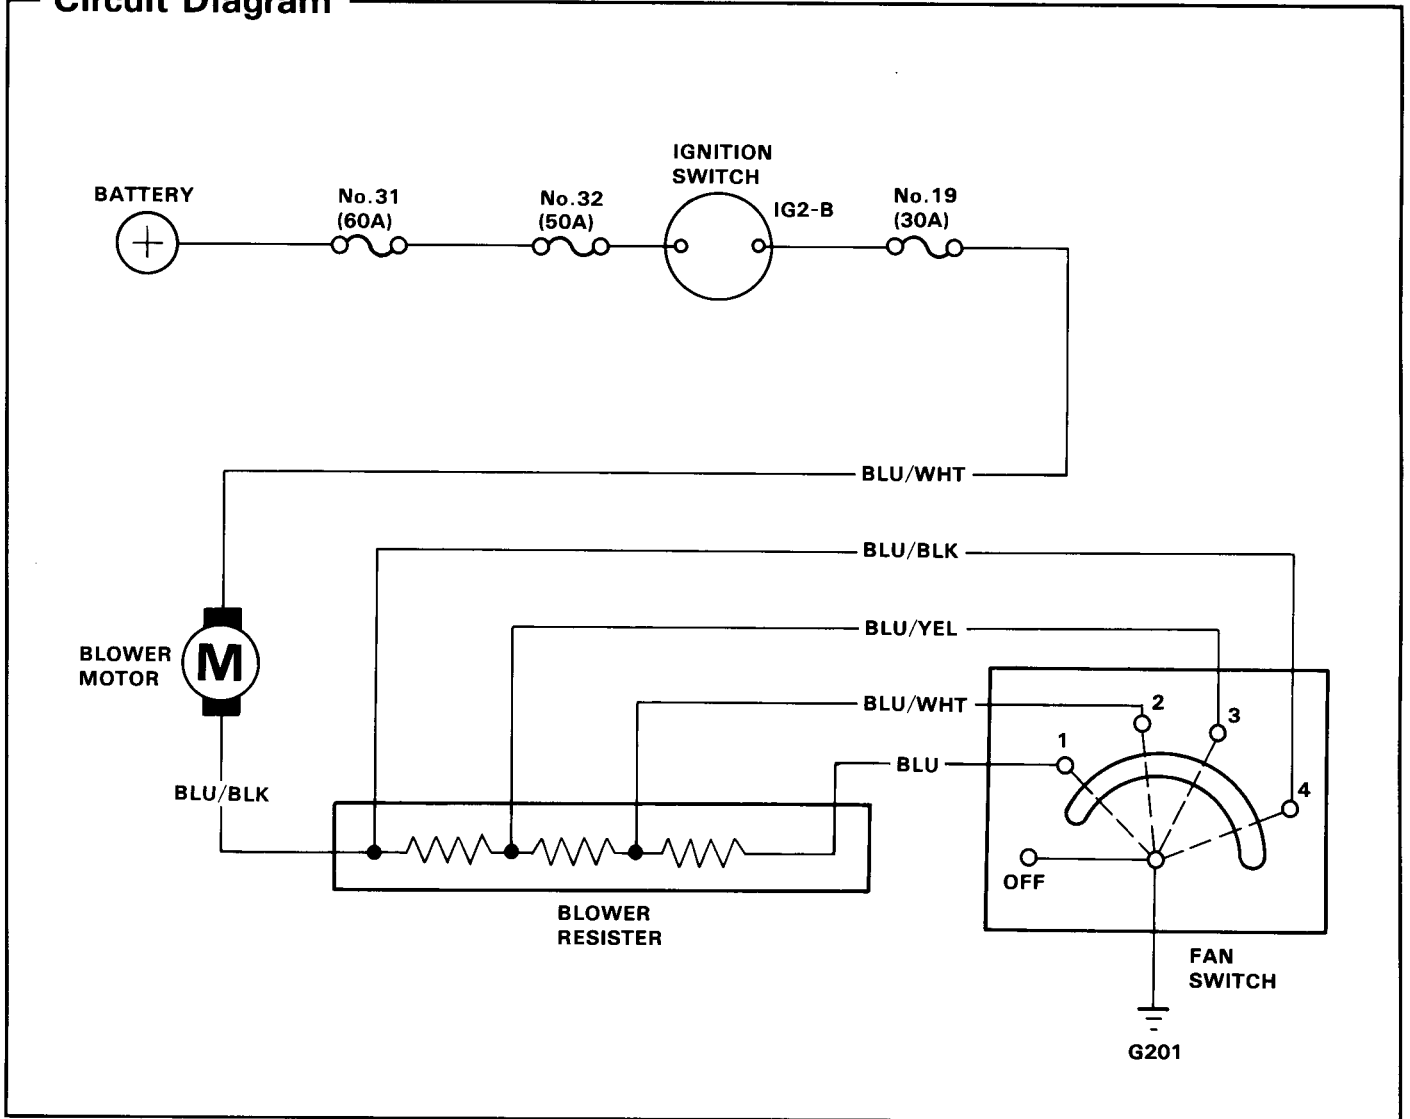 Circuit Diagram
IGNITION
SWITCH
BATTERY
No.31
(60A)
No.32
(50A)
IG2-B
No.19
(30A)
BLU/WHT
BLU/BLK
BLU/YEL
BLOWER
MOTOR
M
BLU/WHT
2
3
1
BLU
4
BLU/BLK
OFF
BLOWER
RESISTER
FAN
SWITCH
G201